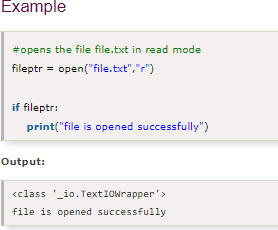 Example
#opens the file file.txt in read mode
fileptr = open("file.txt","r")
if fileptr:
    print("file is opened successfully")
Output:
<class '_io.TextIOWrapper'>
file is opened successfully